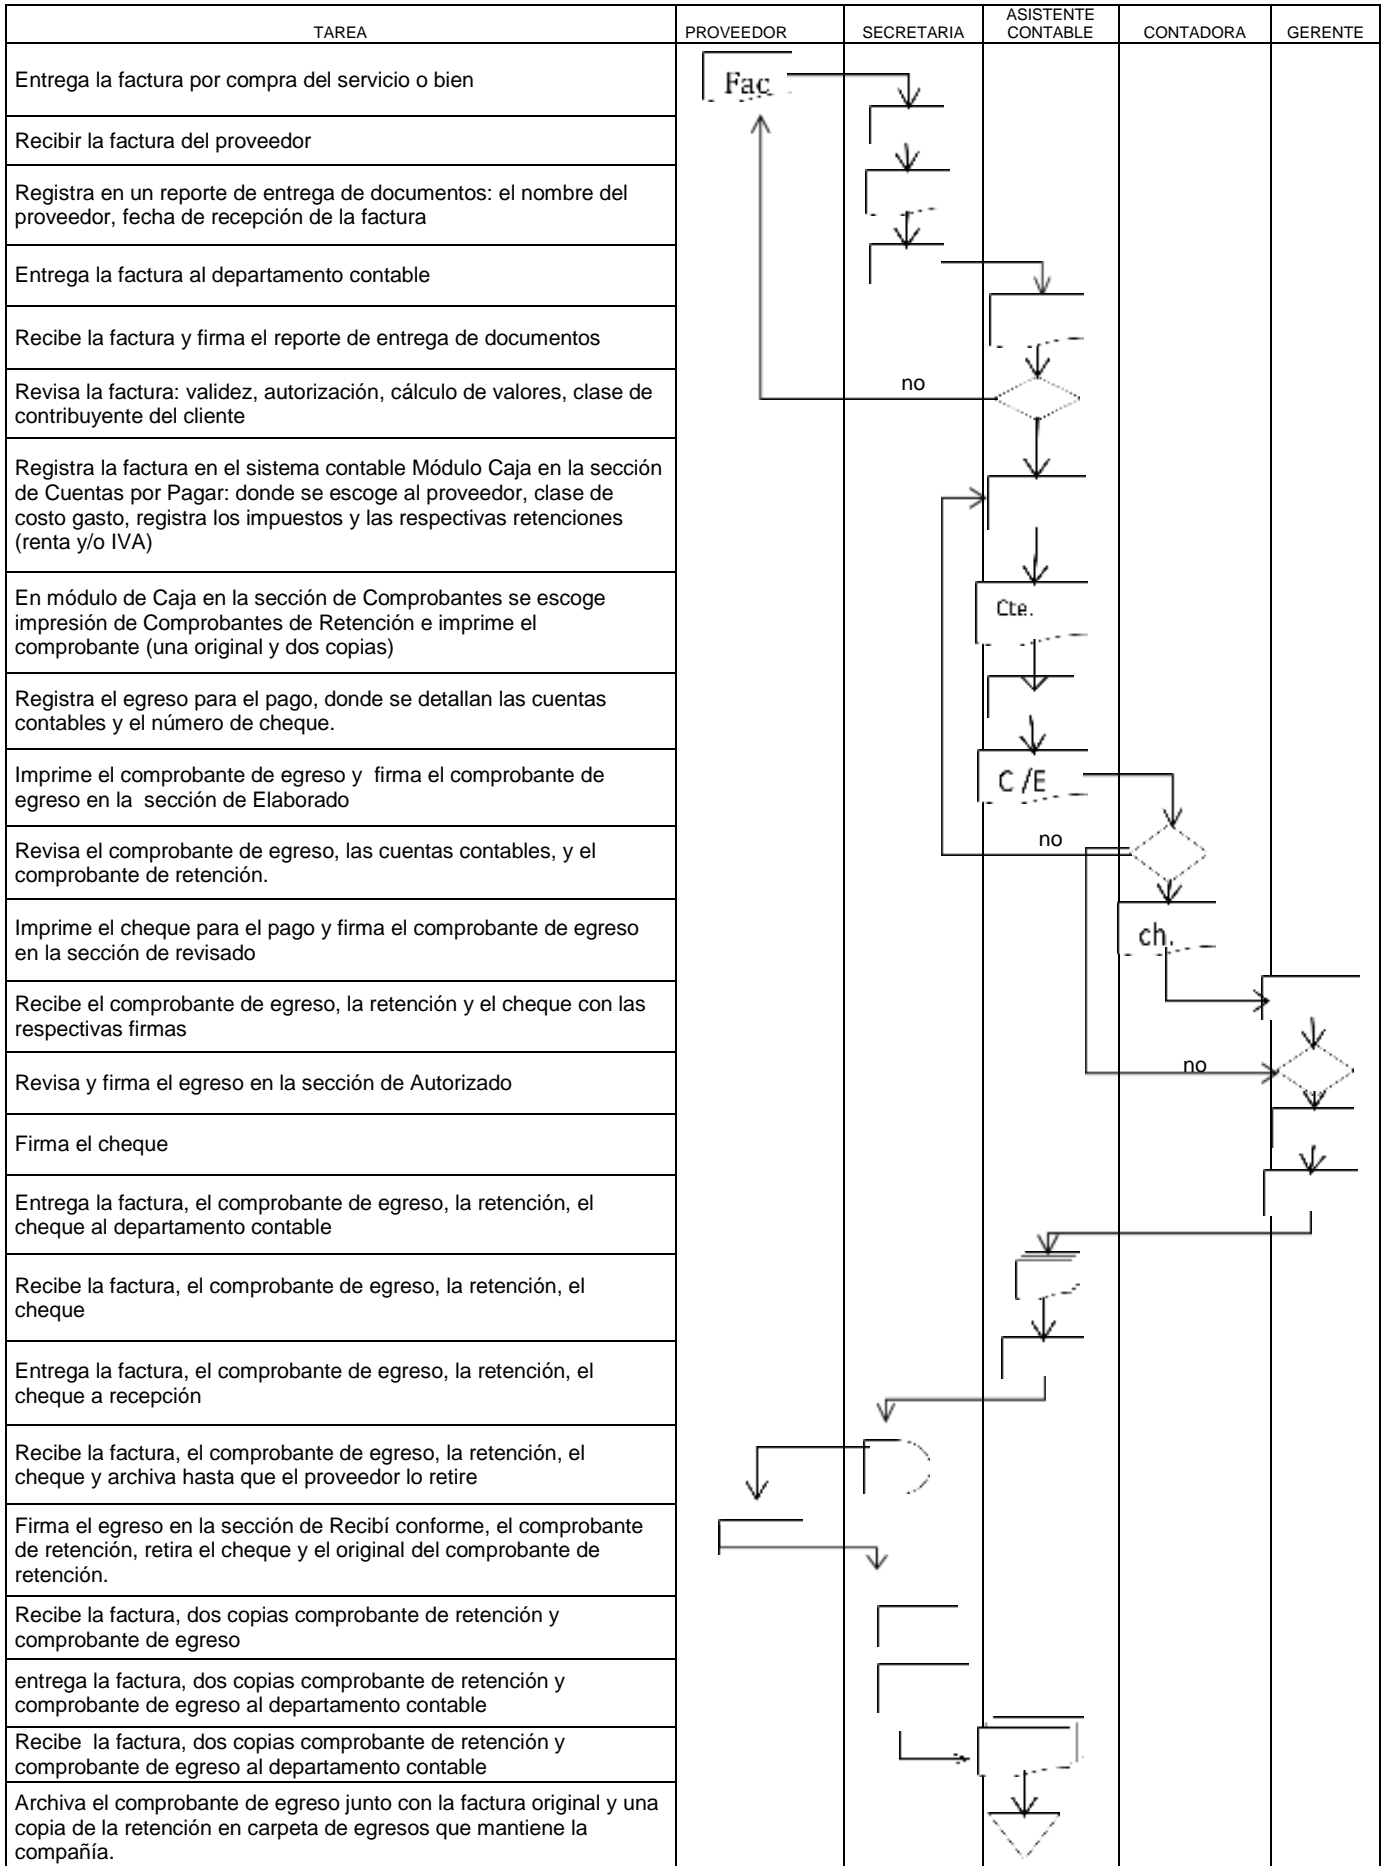 TAREA PROVEEDOR SECRETARIA ASISTENTE CONTABLE CONTADORA GERENTE
Entrega la factura por compra del servicio o bien
Fac
Recibir la factura del proveedor
Registra en un reporte de entrega de documentos: el nombre del
proveedor, fecha de recepción de la factura
Entrega la factura al departamento contable
Recibe la factura y firma el reporte de entrega de documentos
Revisa la factura: validez, autorización, cálculo de valores, clase de
contribuyente del cliente
no
Registra la factura en el sistema contable Módulo Caja en la sección
de Cuentas por Pagar: donde se escoge al proveedor, clase de
costo gasto, registra los impuestos y las respectivas retenciones
(renta y/o IVA)
En módulo de Caja en la sección de Comprobantes se escoge
impresión de Comprobantes de Retención e imprime el
comprobante (una original y dos copias)
Cte.
Registra el egreso para el pago, donde se detallan las cuentas
contables y el número de cheque.
Imprime el comprobante de egreso y firma el comprobante de
egreso en la sección de Elaborado
C /E
Revisa el comprobante de egreso, las cuentas contables, y el
comprobante de retención.
no
Imprime el cheque para el pago y firma el comprobante de egreso
en la sección de revisado
ch.
Recibe el comprobante de egreso, la retención y el cheque con las
respectivas firmas
Revisa y firma el egreso en la sección de Autorizado
no
Firma el cheque
Entrega la factura, el comprobante de egreso, la retención, el
cheque al departamento contable
Recibe la factura, el comprobante de egreso, la retención, el
cheque
Entrega la factura, el comprobante de egreso, la retención, el
cheque a recepción
Recibe la factura, el comprobante de egreso, la retención, el
cheque y archiva hasta que el proveedor lo retire
Firma el egreso en la sección de Recibí conforme, el comprobante
de retención, retira el cheque y el original del comprobante de
retención.
Recibe la factura, dos copias comprobante de retención y
comprobante de egreso
entrega la factura, dos copias comprobante de retención y
comprobante de egreso al departamento contable
Recibe la factura, dos copias comprobante de retención y
comprobante de egreso al departamento contable
Archiva el comprobante de egreso junto con la factura original y una
copia de la retención en carpeta de egresos que mantiene la
compañía.